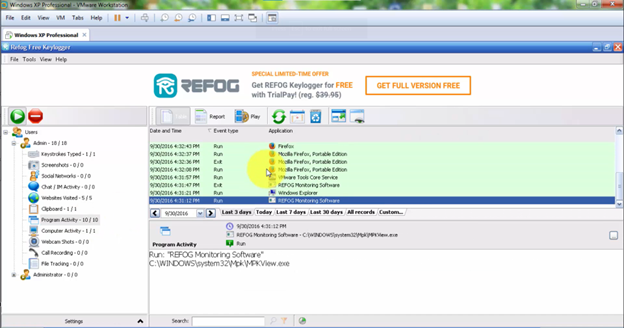 Windows XP Professional - VMware Workstation
File Edit View VM Tabs Help
Windows XP Professional
Refog Free Keylogger
File Tools View Help
REFOG
SPECIAL LIMITED-TIME OFFER
Get REFOG Keylogger for FREE
with TrialPay! (reg. $39.95)
GET FULL VERSION FREE
Report Play
Users
Admin - 18 / 18
Keystrokes Typed - 1 / 1
Screenshots - 0 / 0
Social Networks - 0 / 0
Chat / IM Activity - 0 / 0
Websites Visited - 5 / 5
Clipboard - 1 / 1
Program Activity - 10 / 10
Computer Activity - 1 / 1
Webcam Shots - 0 / 0
Call Recording - 0 / 0
File Tracking - 0 / 0
Administrator - 0 / 0
Settings
Date and Time Event type Application
9/30/2016 4:32:43 PM Run Firefox
9/30/2016 4:32:37 PM Run Mozilla Firefox, Portable Edition
9/30/2016 4:32:36 PM Exit Mozilla Firefox, Portable Edition
9/30/2016 4:32:08 PM Run Mozilla Firefox, Portable Edition
9/30/2016 4:32:08 PM Run VMware Tools Core Service
9/30/2016 4:31:47 PM Exit REFOG Monitoring Software
9/30/2016 4:31:21 PM Run Windows Explorer
9/30/2016 4:31:12 PM Run REFOG Monitoring Software
9/30/2016 Last 3 days Today Last 7 days Last 30 days All records Custom...
Program Activity
9/30/2016 4:31:12 PM
REFOG Monitoring Software - C:\WINDOWS\system32\Mpk\MPKView.exe
Run
Run: "REFOG Monitoring Software"
C:\WINDOWS\system32\Mpk\MPKView.exe
Search: